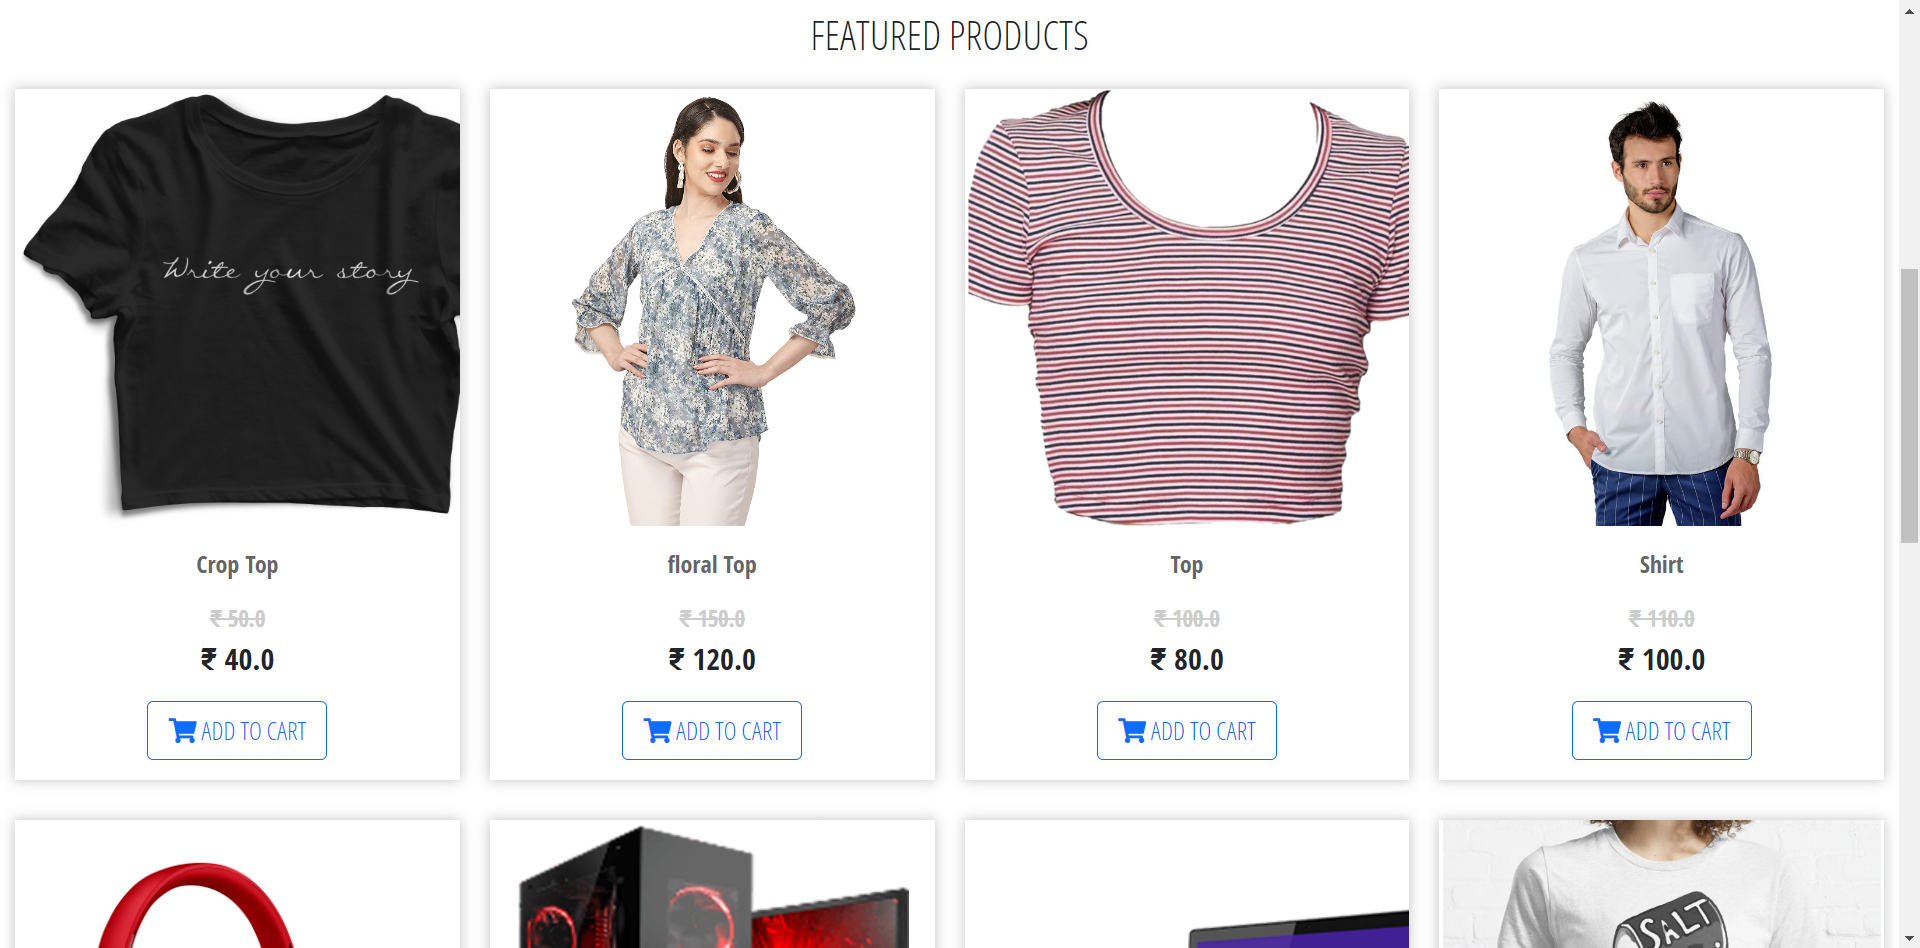 FEATURED PRODUCTS
Write your story
Crop Top
₹ 50.0
₹ 40.0
ADD TO CART
floral Top
₹ 150.0
₹ 120.0
ADD TO CART
Top
₹ 100.0
₹ 80.0
ADD TO CART
Shirt
₹ 110.0
₹ 100.0
ADD TO CART
SALT